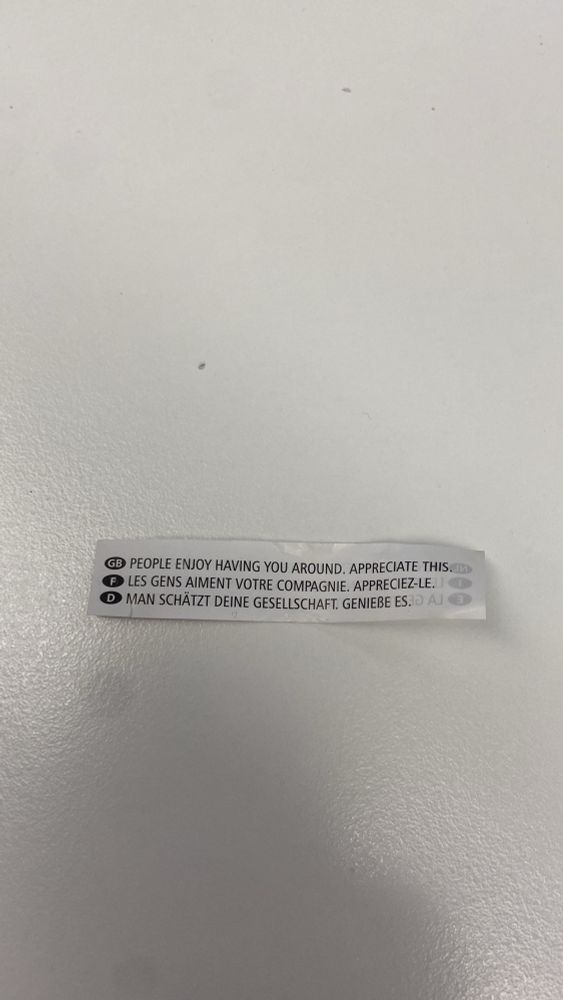 GB PEOPLE ENJOY HAVING YOU AROUND. APPRECIATE THIS.
F LES GENS AIMENT VOTRE COMPAGNIE. APPRECIEZ-LE.
D MAN SCHÄTZT DEINE GESELLSCHAFT. GENIEßE ES.